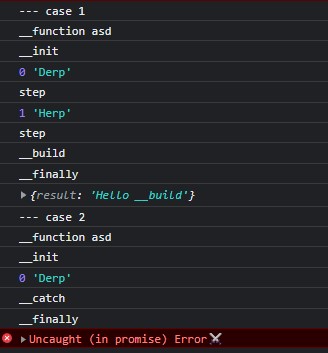 --- case 1
__function asd
__init
0 'Derp'
step
1 'Herp'
step
__build
__finally
{result: 'Hello __build'}
--- case 2
__function asd
__init
0 'Derp'
__catch
__finally
Uncaught (in promise) Error⚔️